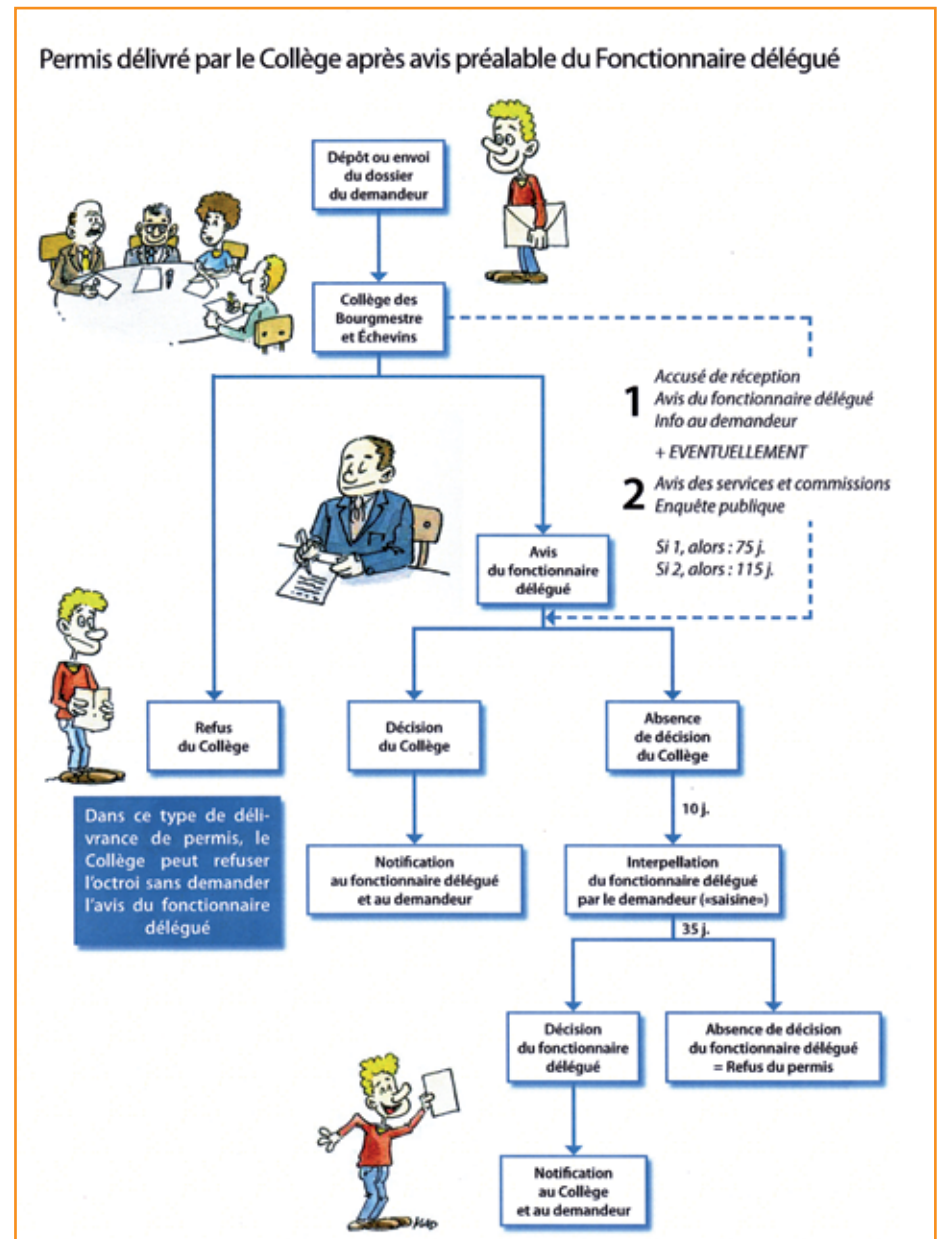 Permis délivré par le Collège après avis préalable du Fonctionnaire délégué
Dépôt ou envoi
du dossier
du demandeur
Collège des
Bourgmestre
et Échevins
1
Accusé de réception
Avis du fonctionnaire délégué
Info au demandeur
+ EVENTUELLEMENT
2
Avis des services et commissions
Enquête publique
Si 1, alors : 75 j.
Si 2, alors : 115 j.
Avis
du fonctionnaire
délégué
Refus
du Collège
Décision
du Collège
Absence
de décision
du Collège
Dans ce type de déli-
vrance de permis, le
Collège peut refuser
l'octroi sans demander
l'avis du fonctionnaire
délégué
10 j.
Notification
au fonctionnaire délégué
et au demandeur
Interpellation
du fonctionnaire délégué
par le demandeur («saisine»)
35 j.
Décision
du fonctionnaire
délégué
Absence de décision
du fonctionnaire délégué
= Refus du permis
Notification
au Collège
et au demandeur